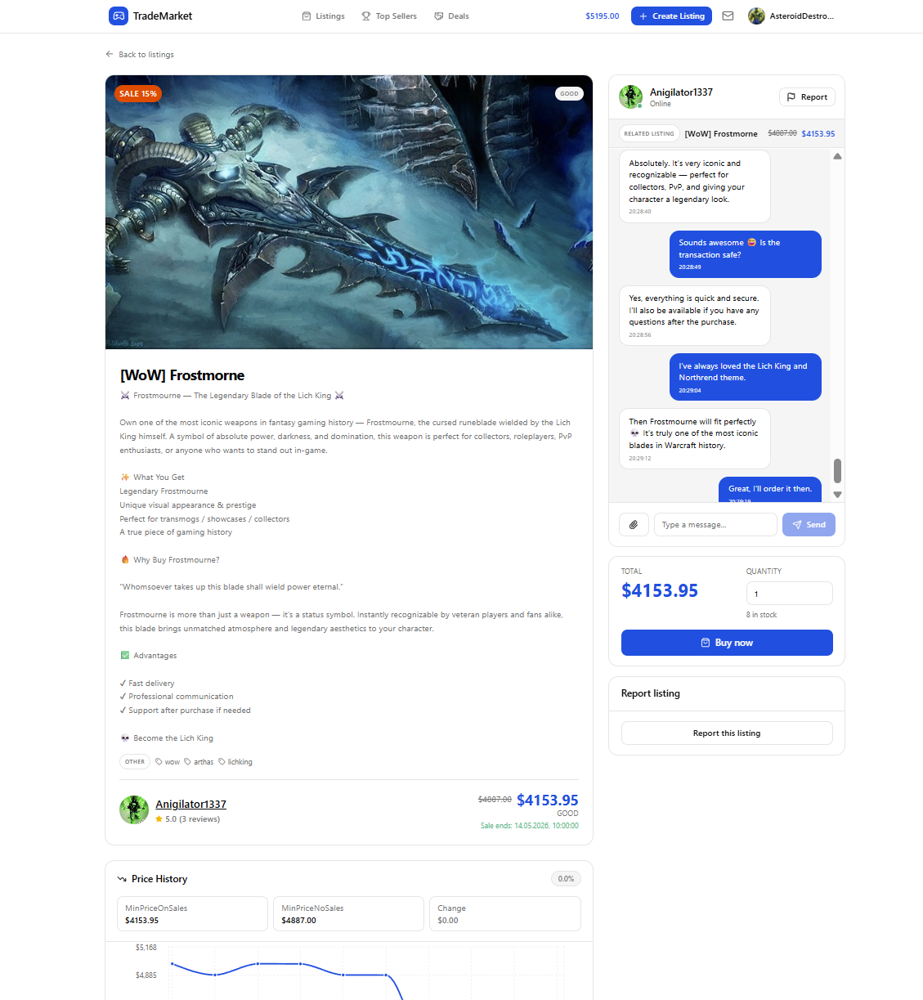 TradeMarket
Listings
Top Sellers
Deals
$5195.00
Create Listing
AsteroidDestro...
Back to listings
SALE 15%
GOOD
[WoW] Frostmorne
⚔️ Frostmourne — The Legendary Blade of the Lich King ⚔️
Own one of the most iconic weapons in fantasy gaming history — Frostmourne, the cursed runeblade wielded by the Lich
King himself. A symbol of absolute power, darkness, and domination, this weapon is perfect for collectors, roleplayers, PvP
enthusiasts, or anyone who wants to stand out in-game.
✨ What You Get
Legendary Frostmourne
Unique visual appearance & prestige
Perfect for transmogs / showcases / collectors
A true piece of gaming history
🔥 Why Buy Frostmourne?
"Whomsoever takes up this blade shall wield power eternal."
Frostmourne is more than just a weapon — it's a status symbol. Instantly recognizable by veteran players and fans alike,
this blade brings unmatched atmosphere and legendary aesthetics to your character.
✅ Advantages
✓ Fast delivery
✓ Professional communication
✓ Support after purchase if needed
💀 Become the Lich King
OTHER
wow
arthas
lichking
Anigilator1337
5.0 (3 reviews)
$4887.00 $4153.95
GOOD
Sale ends: 14.05.2026, 10:00:00
Price History
0.0%
MinPriceOnSales
$4153.95
MinPriceNoSales
$4887.00
Change
$0.00
$5,168
$4,885
Anigilator1337
Online
Report
RELATED LISTING
[WoW] Frostmorne
$4887.00 $4153.95
Absolutely. It's very iconic and
recognizable — perfect for
collectors, PvP, and giving your
character a legendary look.
20:28:40
Sounds awesome 😄 Is the
transaction safe?
20:28:49
Yes, everything is quick and secure.
I'll also be available if you have any
questions after the purchase.
20:28:56
I've always loved the Lich King and
Northrend theme.
20:29:04
Then Frostmourne will fit perfectly
💀 It's truly one of the most iconic
blades in Warcraft history.
20:29:12
Great, I'll order it then.
Type a message...
Send
TOTAL
$4153.95
QUANTITY
1
8 in stock
Buy now
Report listing
Report this listing